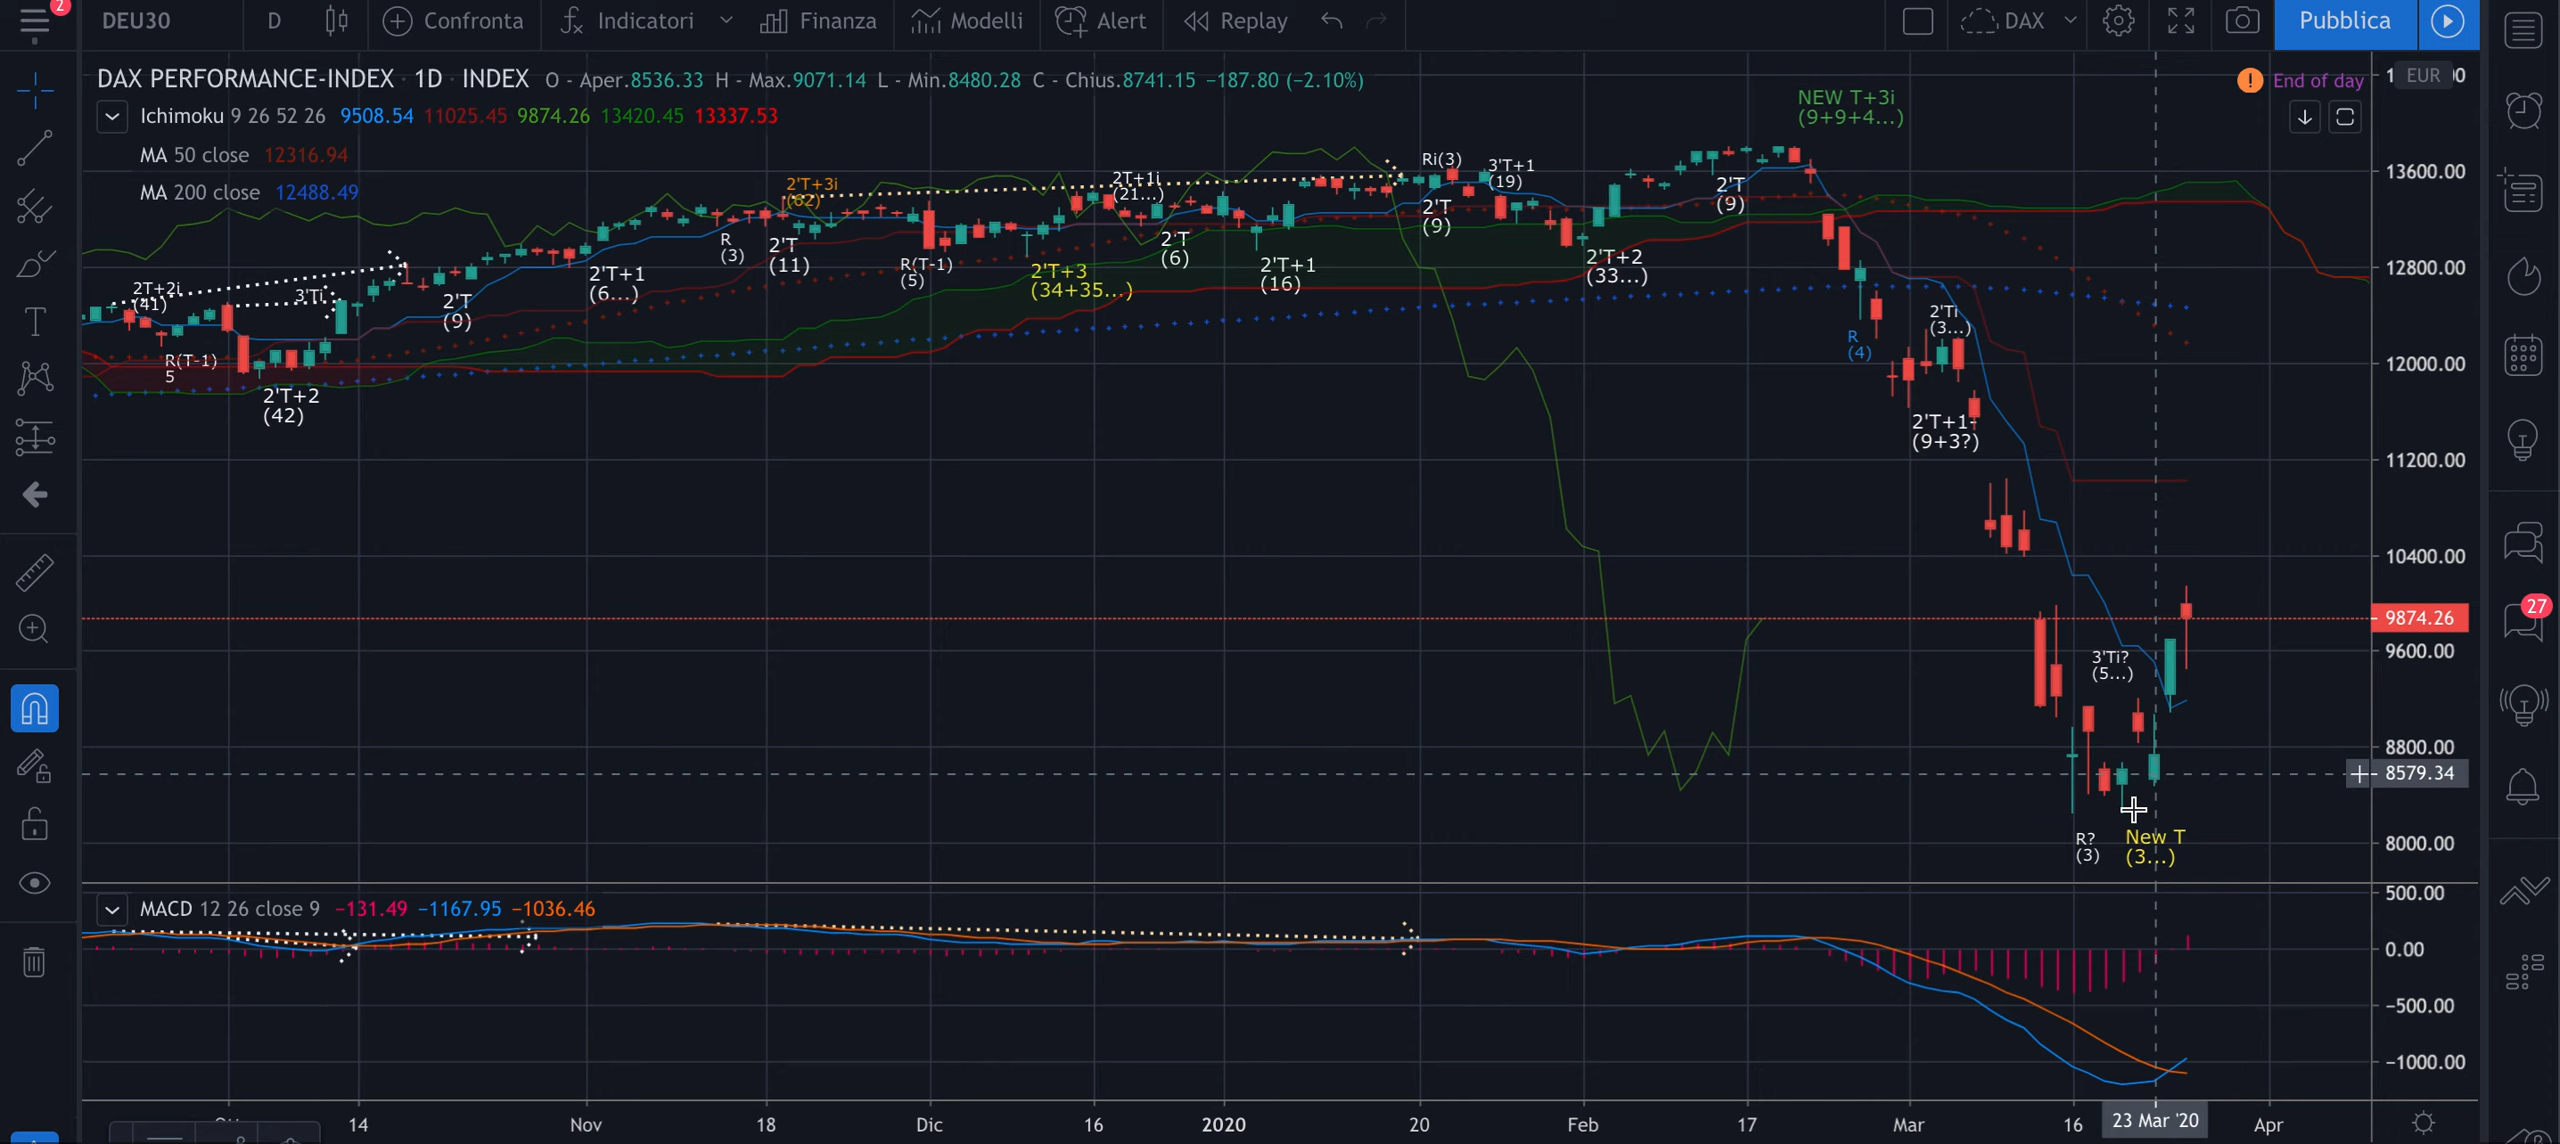 2
DEU30 D Confronta Indicatori Finanza Modelli Alert Replay DAX Pubblica
DAX PERFORMANCE-INDEX · 1D · INDEX O - Aper.8536.33 H - Max.9071.14 L - Min.8480.28 C - Chius.8741.15 −187.80 (−2.10%)
! End of day
EUR
Ichimoku 9 26 52 26 9508.54 11025.45 9874.26 13420.45 13337.53
MA 50 close 12316.94
MA 200 close 12488.49
NEW T+3i
(9+9+4...)
2T+2i
(41)
3'Ti
R(T-1)
5
2'T+2
(42)
2'T
(9)
2'T+1
(6...)
R
(3)
2'T+3i
(62)
2'T
(11)
R(T-1)
(5)
2'T+3
(34+35...)
2T+1i
(21...)
2'T
(6)
2'T+1
(16)
Ri(3)
2'T
(9)
3'T+1
(19)
2'T+2
(33...)
2'T
(9)
R
(4)
2'Ti
(3...)
2'T+1-
(9+3?)
3'Ti?
(5...)
R?
(3)
New T
(3...)
13600.00
12800.00
12000.00
11200.00
10400.00
9874.26
9600.00
8800.00
8579.34
8000.00
27
MACD 12 26 close 9 −131.49 −1167.95 −1036.46
500.00
0.00
−500.00
−1000.00
14 Nov 18 Dic 16 2020 20 Feb 17 Mar 16 23 Mar '20 Apr